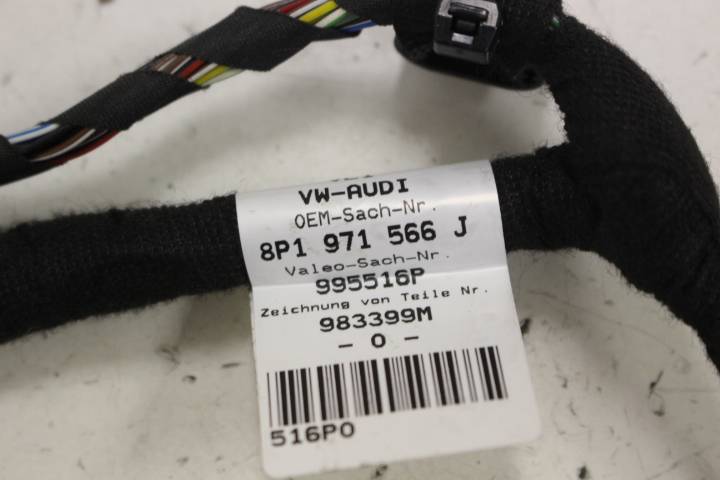 VW-AUDI
OEM-Sach-Nr.
8P1 971 566 J
Valeo-Sach-Nr.
995516P
Zeichnung von Teile Nr.
983399M
- 0 -
516P0